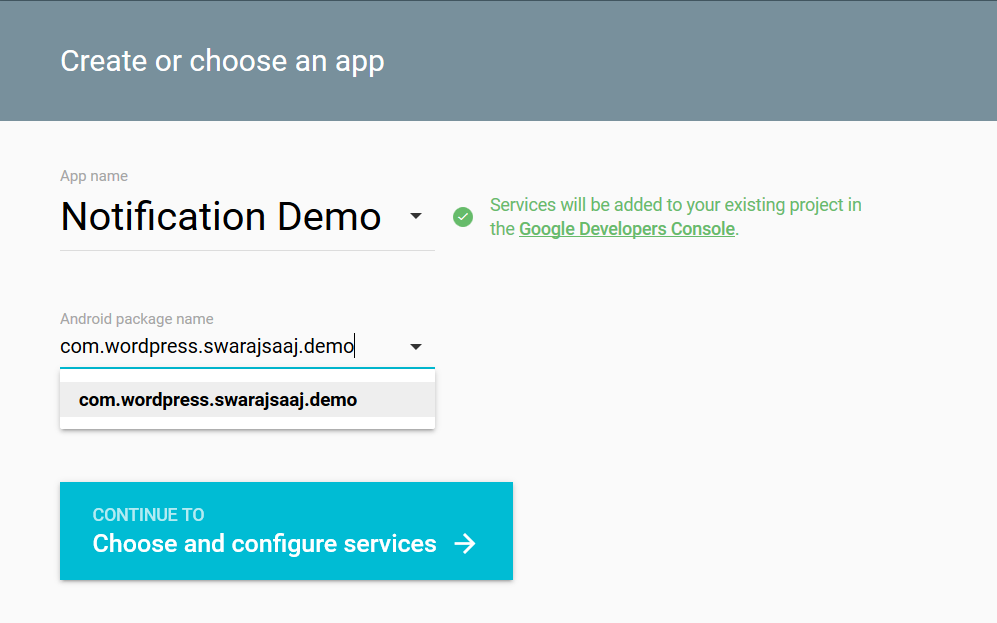 Create or choose an app
App name
Notification Demo
Services will be added to your existing project in
the Google Developers Console.
Android package name
com.wordpress.swarajsaaj.demo
com.wordpress.swarajsaaj.demo
CONTINUE TO
Choose and configure services